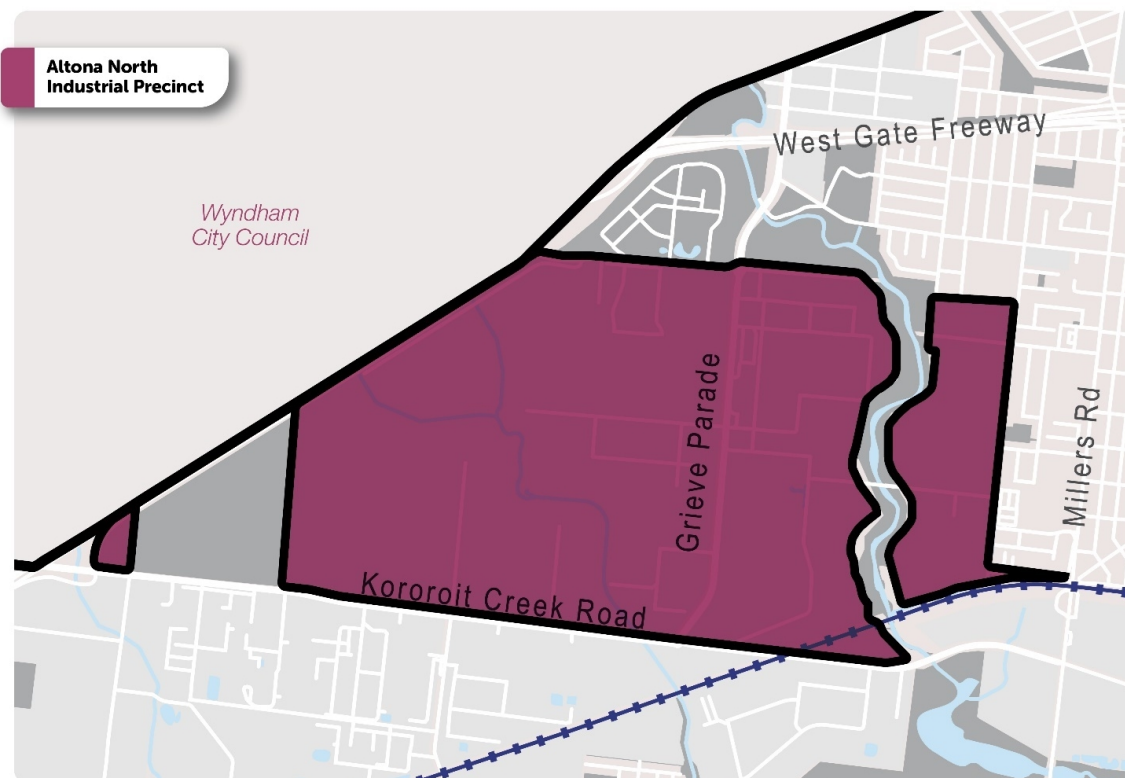 Altona North
Industrial Precinct
West Gate Freeway
Wyndham
City Council
Grieve Parade
Millers Rd
Kororoit Creek Road